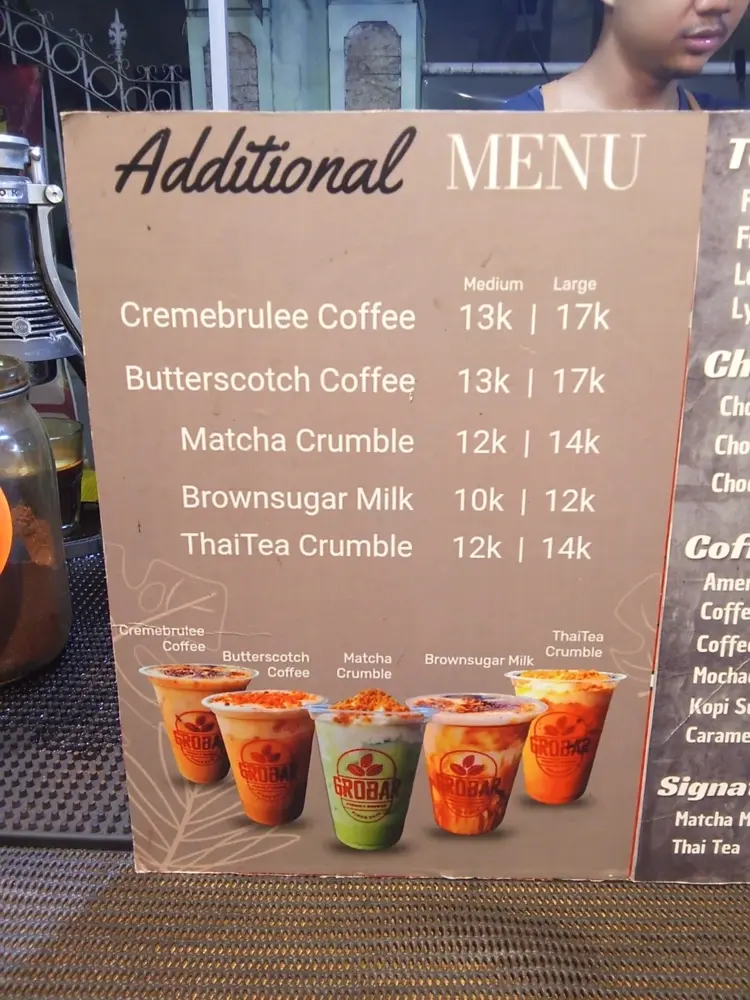 Additional MENU
Medium Large
Cremebrulee Coffee 13k | 17k
Butterscotch Coffee 13k | 17k
Matcha Crumble 12k | 14k
Brownsugar Milk 10k | 12k
ThaiTea Crumble 12k | 14k
Cremebrulee
Coffee
Butterscotch
Coffee
Matcha
Crumble
Brownsugar Milk
ThaiTea
Crumble
GROBAR
GROBAR
GROBAR
GROBAR
GROBAR
Mocha
Kopi
Matcha
Thai Tea